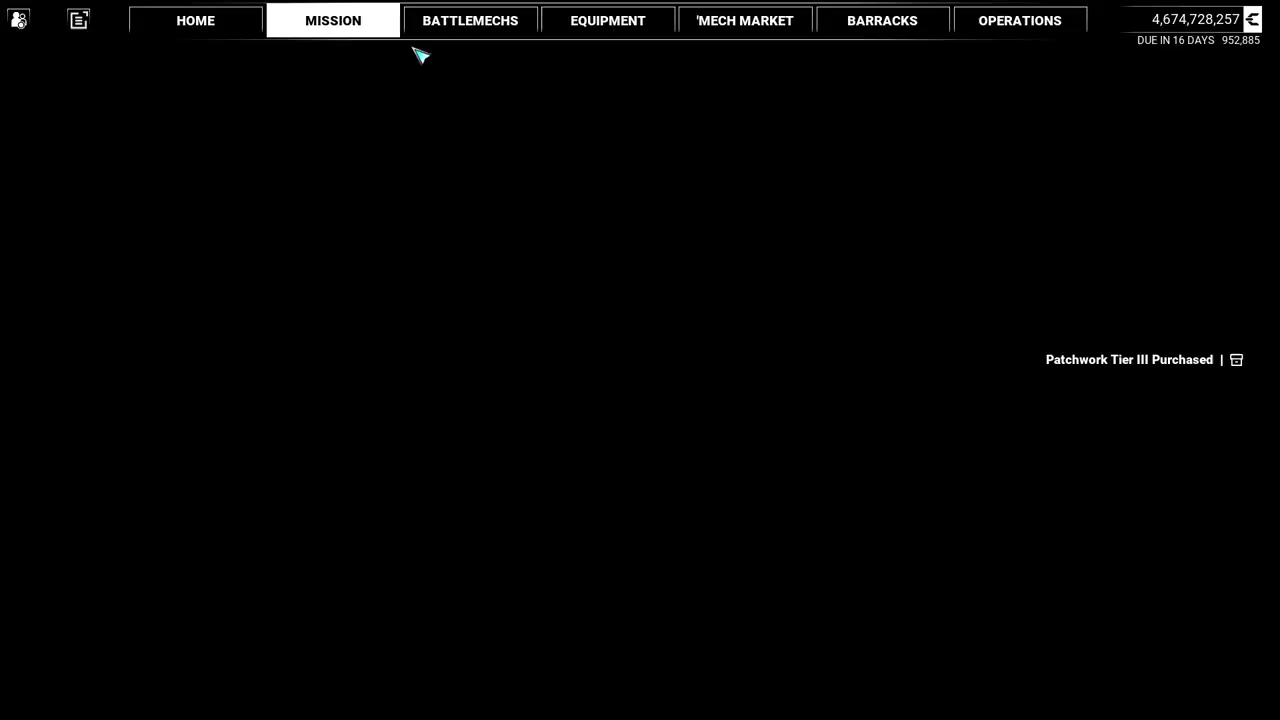 HOME
MISSION
BATTLEMECHS
EQUIPMENT
'MECH MARKET
BARRACKS
OPERATIONS
4,674,728,257
DUE IN 16 DAYS 952,885
Patchwork Tier III Purchased |